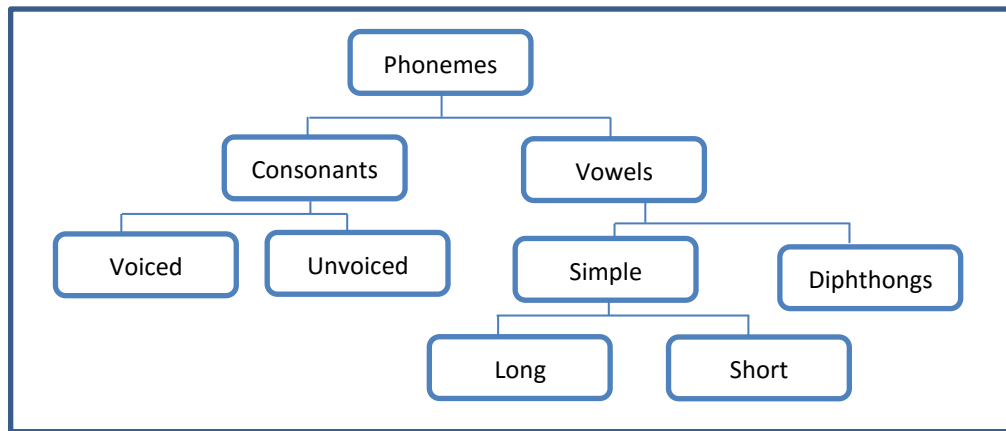 Phonemes
Consonants
Vowels
Voiced
Unvoiced
Simple
Diphthongs
Long
Short